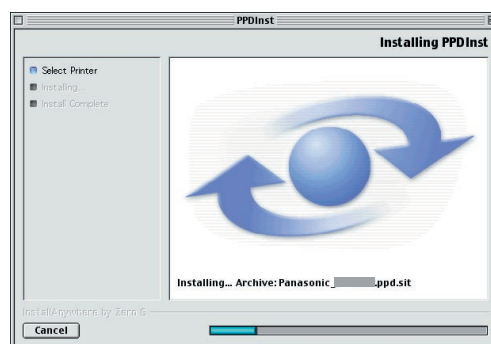 PPDInst
Installing PPDInst
Select Printer
Installing...
Install Complete
Installing... Archive: Panasonic_ .ppd.sit
InstallAnywhere by Zero G
Cancel